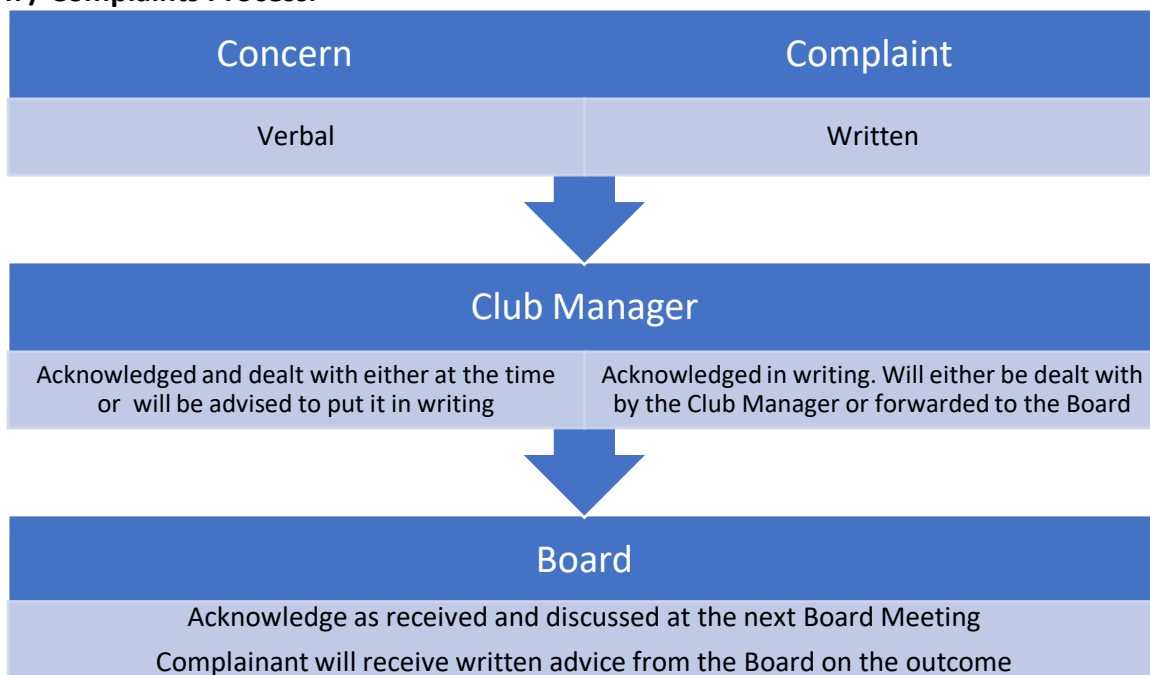 Complaints Process:
Concern
Complaint
Verbal
Written
Club Manager
Acknowledged and dealt with either at the time
or will be advised to put it in writing
Acknowledged in writing. Will either be dealt with
by the Club Manager or forwarded to the Board
Board
Acknowledge as received and discussed at the next Board Meeting
Complainant will receive written advice from the Board on the outcome